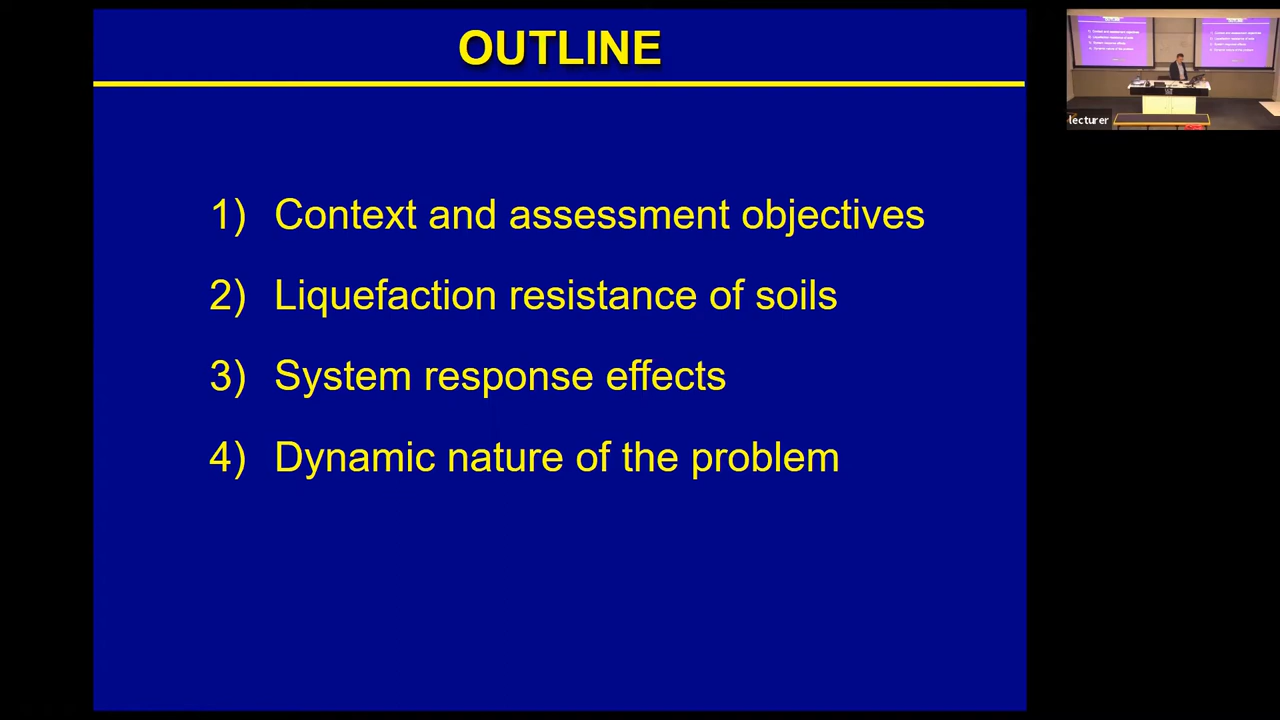 OUTLINE
1) Context and assessment objectives
2) Liquefaction resistance of soils
3) System response effects
4) Dynamic nature of the problem
lecturer